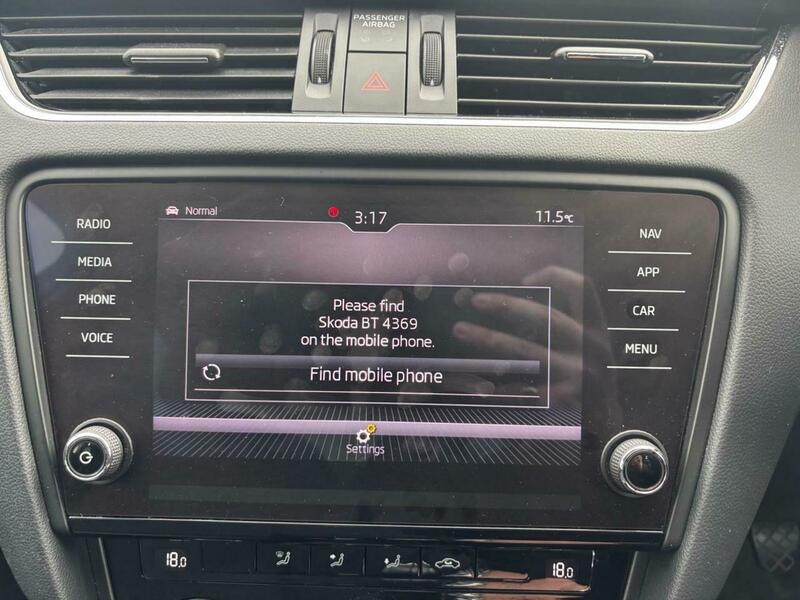 PASSENGER
AIRBAG
RADIO
MEDIA
PHONE
VOICE
Normal
3:17
11.5°C
Please find
Skoda BT 4369
on the mobile phone.
Find mobile phone
Settings
NAV
APP
CAR
MENU
18.0
18.0